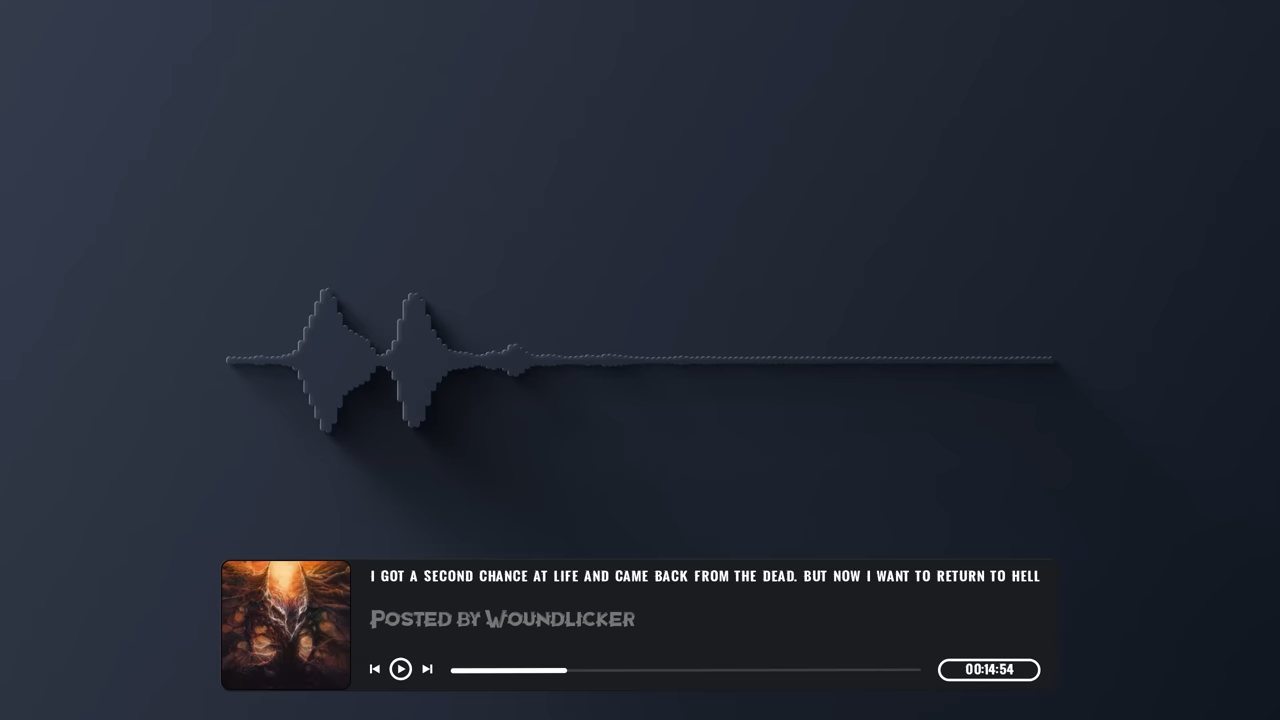 I GOT A SECOND CHANCE AT LIFE AND CAME BACK FROM THE DEAD. BUT NOW I WANT TO RETURN TO HELL
POSTED BY WOUNDLICKER
00:14:54